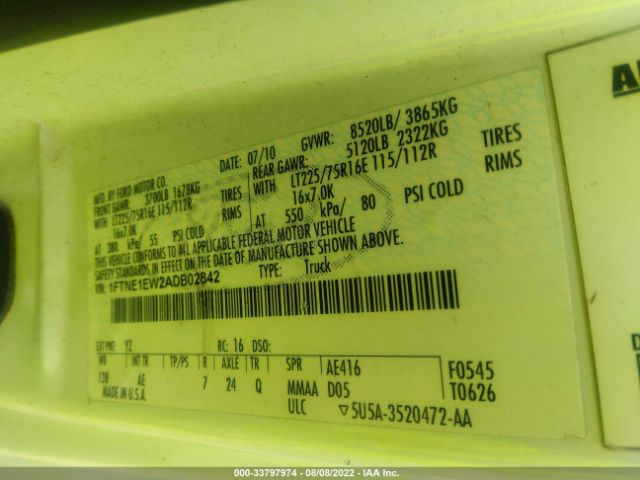 MFD. BY FORD MOTOR CO.
DATE: 07/10 GVWR: 8520LB/ 3865KG
FRONT GAWR: 3700LB 1678KG REAR GAWR: 5120LB 2322KG
WITH LT225/75R16E 115/112R TIRES WITH LT225/75R16E 115/112R TIRES
16x7.0K RIMS 16x7.0K RIMS
AT 380 kPa/ 55 PSI COLD AT 550 kPa/ 80 PSI COLD
THIS VEHICLE CONFORMS TO ALL APPLICABLE FEDERAL MOTOR VEHICLE
SAFETY STANDARDS IN EFFECT ON THE DATE OF MANUFACTURE SHOWN ABOVE.
VIN: 1FTNE1EW2ADB02842 TYPE: Truck
EXT PNT: YZ RC: 16 DSO:
WB INT TR TP/PS R AXLE TR SPR AE416 F0545
138 AE 7 24 Q MMAA D05 T0626
MADE IN U.S.A. ULC ▽5U5A-3520472-AA
000-33797974 - 08/08/2022 - IAA Inc.